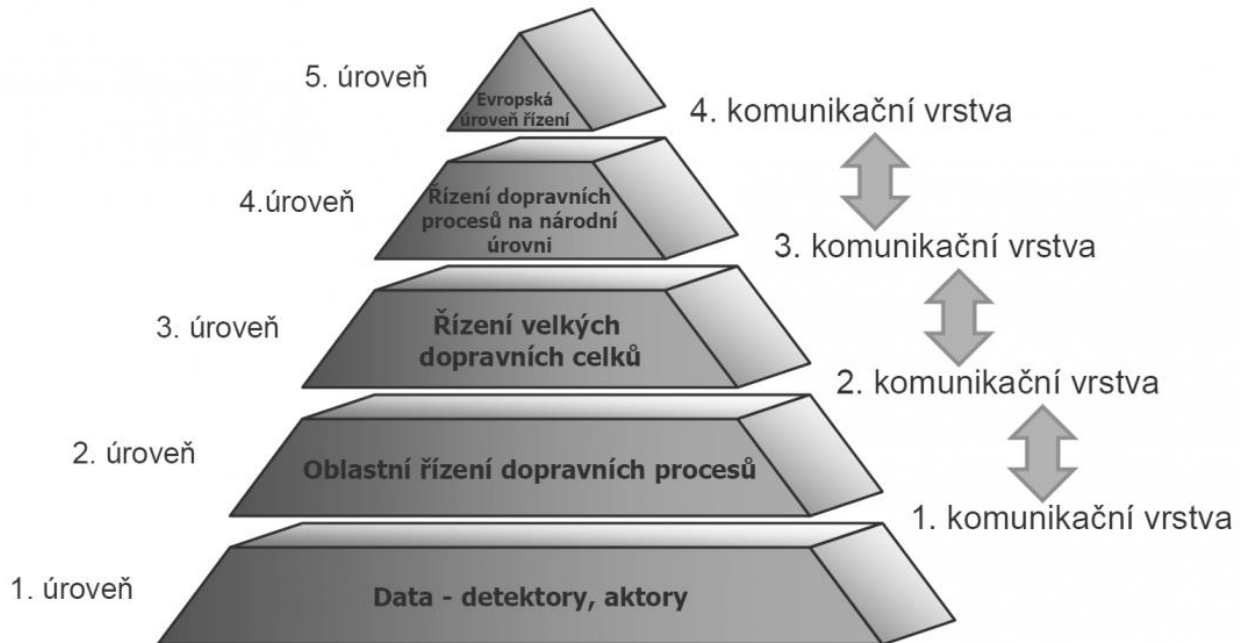 5. úroveň
Evropská
úroveň řízení
4. komunikační vrstva
4.úroveň
Řízení dopravních
procesů na národní
úrovni
3. komunikační vrstva
3. úroveň
Řízení velkých
dopravních celků
2. komunikační vrstva
2. úroveň
Oblastní řízení dopravních procesů
1. komunikační vrstva
1. úroveň
Data - detektory, aktory